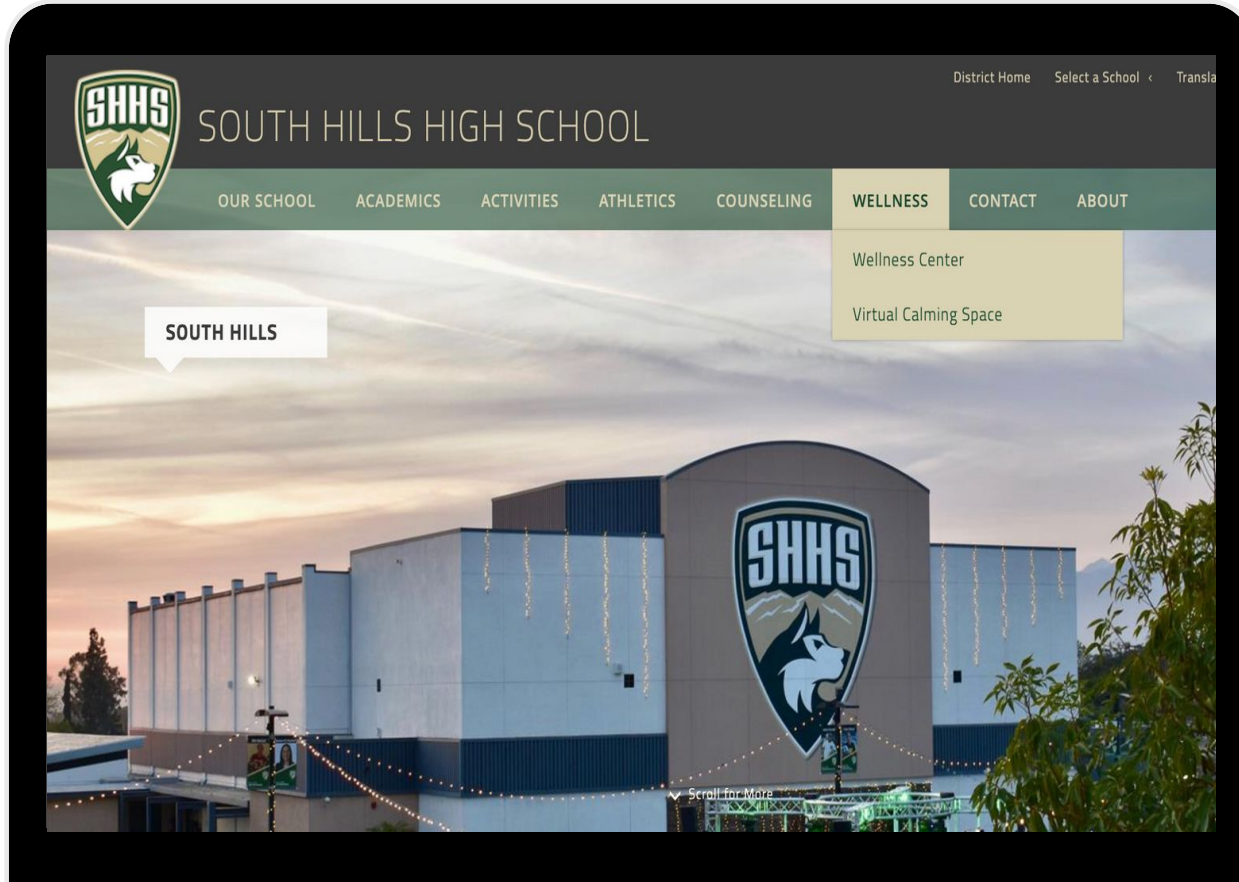 District Home Select a School ‹ Transla
SHHS
SOUTH HILLS HIGH SCHOOL
OUR SCHOOL ACADEMICS ACTIVITIES ATHLETICS COUNSELING WELLNESS CONTACT ABOUT
Wellness Center
Virtual Calming Space
SOUTH HILLS
SHHS
Scroll for More